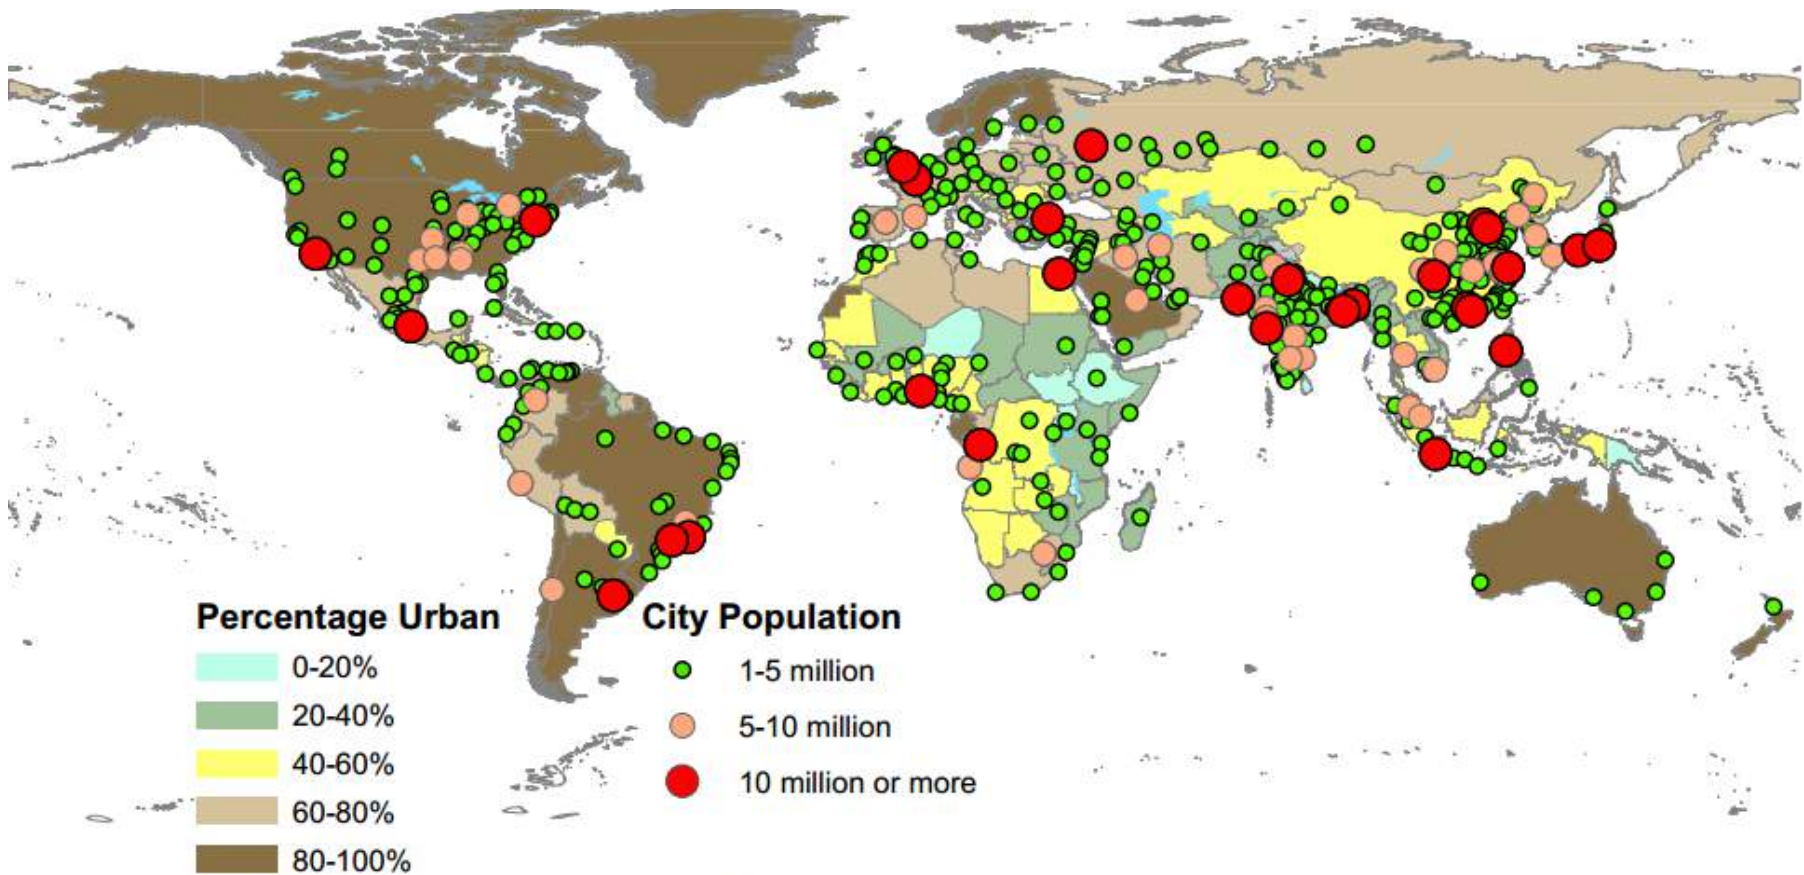 Percentage Urban
0-20%
20-40%
40-60%
60-80%
80-100%
City Population
1-5 million
5-10 million
10 million or more